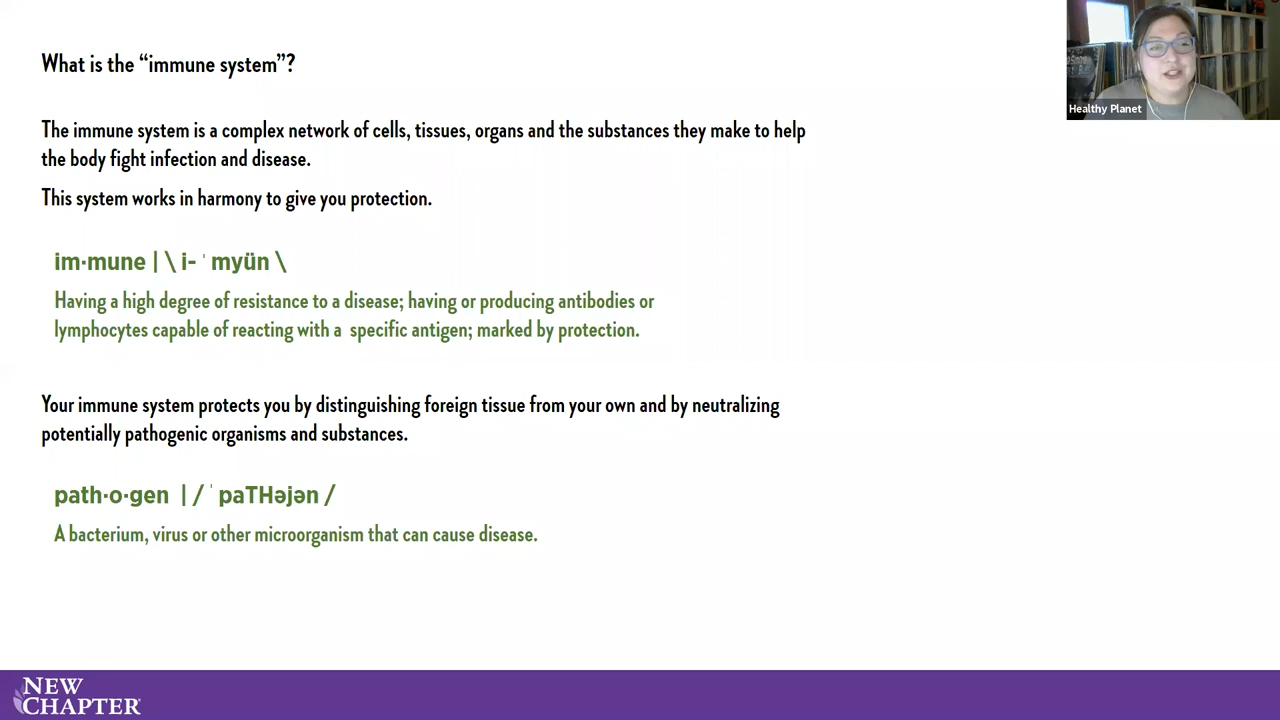 What is the “immune system”?
The immune system is a complex network of cells, tissues, organs and the substances they make to help
the body fight infection and disease.
This system works in harmony to give you protection.
im·mune | \ i- ˈ myün \
Having a high degree of resistance to a disease; having or producing antibodies or
lymphocytes capable of reacting with a  specific antigen; marked by protection.
Your immune system protects you by distinguishing foreign tissue from your own and by neutralizing
potentially pathogenic organisms and substances.
path·o·gen  | / ˈ paTHəjən /
A bacterium, virus or other microorganism that can cause disease.
Healthy Planet
NEW
CHAPTER